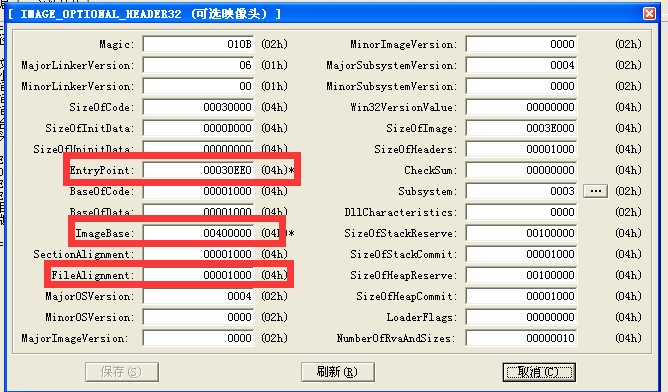 [ IMAGE_OPTIONAL_HEADER32 (可选映像头) ]
Magic: 010B (02h) MinorImageVersion: 0000 (02h)
MajorLinkerVersion: 06 (01h) MajorSubsystemVersion: 0004 (02h)
MinorLinkerVersion: 00 (01h) MinorSubsystemVersion: 0000 (02h)
SizeOfCode: 00030000 (04h) Win32VersionValue: 00000000 (04h)
SizeOfInitData: 0000D000 (04h) SizeOfImage: 0003E000 (04h)
SizeOfUninitData: 00000000 (04h) SizeOfHeaders: 00001000 (04h)
EntryPoint: 00030EE0 (04h)* CheckSum: 00000000 (04h)
BaseOfCode: 00001000 (04h) Subsystem: 0003 ... (02h)
BaseOfData: 00001000 (04h) DllCharacteristics: 0000 (02h)
ImageBase: 00400000 (04h)* SizeOfStackReserve: 00100000 (04h)
SectionAlignment: 00001000 (04h) SizeOfStackCommit: 00001000 (04h)
FileAlignment: 00001000 (04h) SizeOfHeapReserve: 00100000 (04h)
MajorOSVersion: 0004 (02h) SizeOfHeapCommit: 00001000 (04h)
MinorOSVersion: 0000 (02h) LoaderFlags: 00000000 (04h)
MajorImageVersion: 0000 (02h) NumberOfRvaAndSizes: 00000010 (04h)
保存(S) 刷新(R) 取消(C)